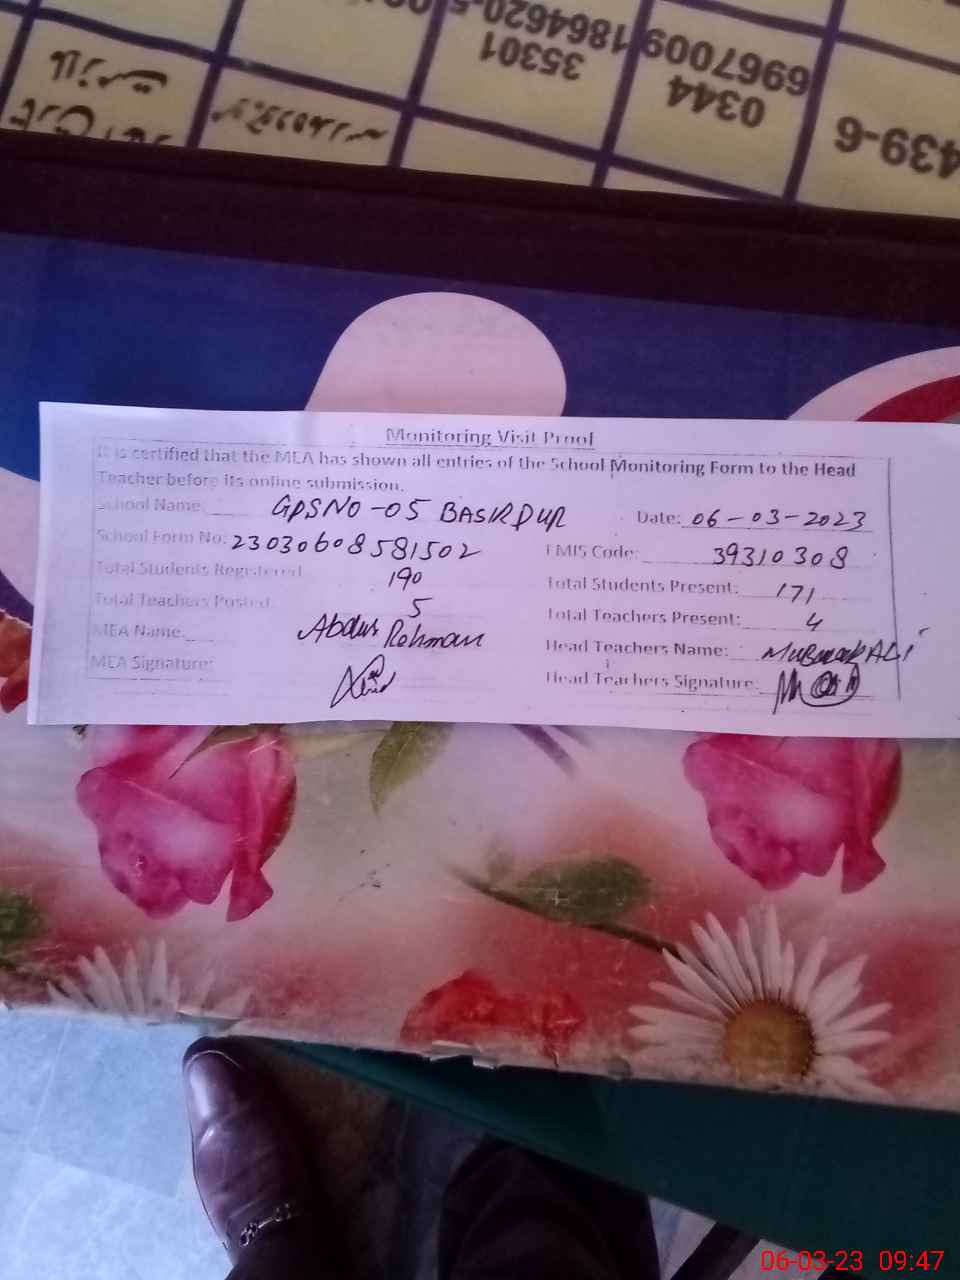 35301
1864620-5
0344
6967009
439-6
Monitoring Visit Proof
It is certified that the MEA has shown all entries of the School Monitoring Form to the Head
Teacher before its online submission.
School Name: GPSNO-05 BASIRPUR Date: 06-03-2023
School Form No: 23030608581502 EMIS Code: 39310308
Total Students Registered 190 Total Students Present: 171
Total Teachers Posted: 5 Total Teachers Present: 4
MEA Name: Abdur Rehman Head Teachers Name: Mubarak ALi
MEA Signature: Head Teachers Signature:
06-03-23 09:47